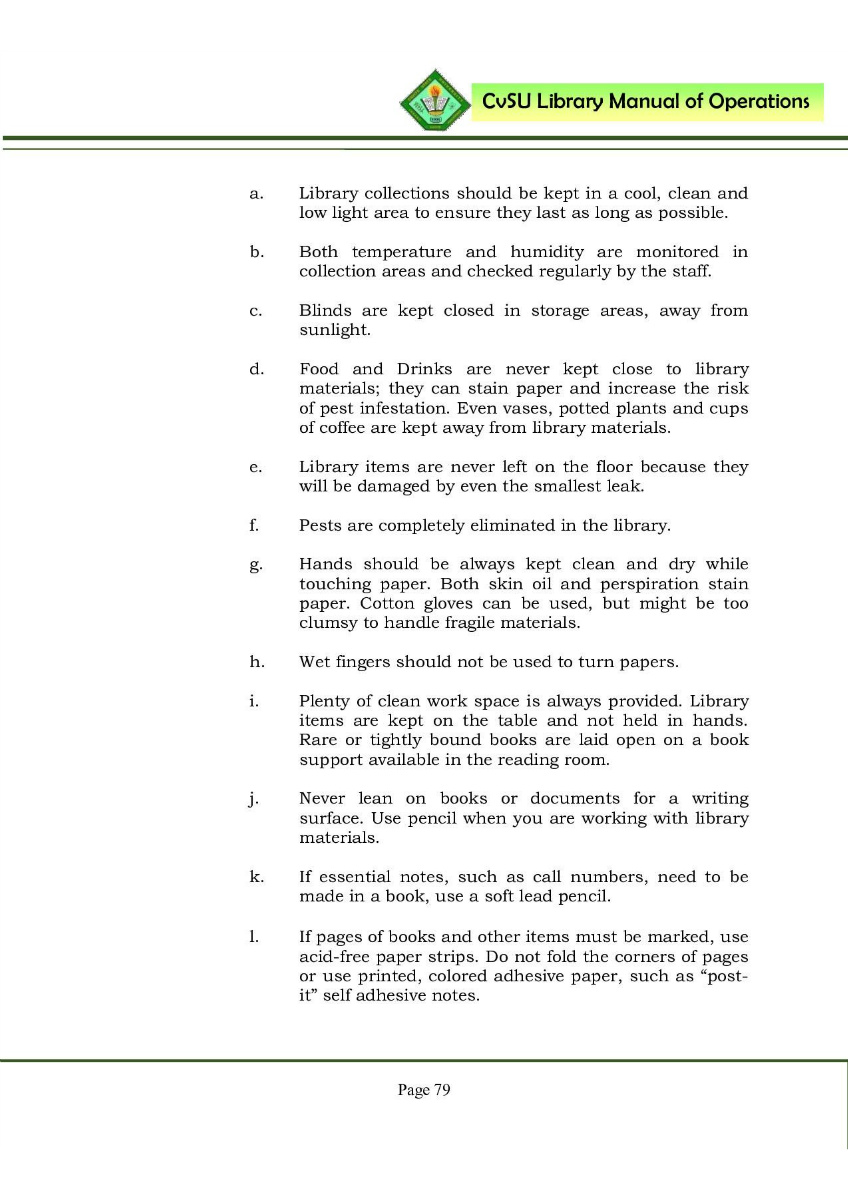 CvSU Library Manual of Operations
a. Library collections should be kept in a cool, clean and
low light area to ensure they last as long as possible.
b. Both temperature and humidity are monitored in
collection areas and checked regularly by the staff.
c. Blinds are kept closed in storage areas, away from
sunlight.
d. Food and Drinks are never kept close to library
materials; they can stain paper and increase the risk
of pest infestation. Even vases, potted plants and cups
of coffee are kept away from library materials.
e. Library items are never left on the floor because they
will be damaged by even the smallest leak.
f. Pests are completely eliminated in the library.
g. Hands should be always kept clean and dry while
touching paper. Both skin oil and perspiration stain
paper. Cotton gloves can be used, but might be too
clumsy to handle fragile materials.
h. Wet fingers should not be used to turn papers.
i. Plenty of clean work space is always provided. Library
items are kept on the table and not held in hands.
Rare or tightly bound books are laid open on a book
support available in the reading room.
j. Never lean on books or documents for a writing
surface. Use pencil when you are working with library
materials.
k. If essential notes, such as call numbers, need to be
made in a book, use a soft lead pencil.
l. If pages of books and other items must be marked, use
acid-free paper strips. Do not fold the corners of pages
or use printed, colored adhesive paper, such as “post-
it” self adhesive notes.
Page 79